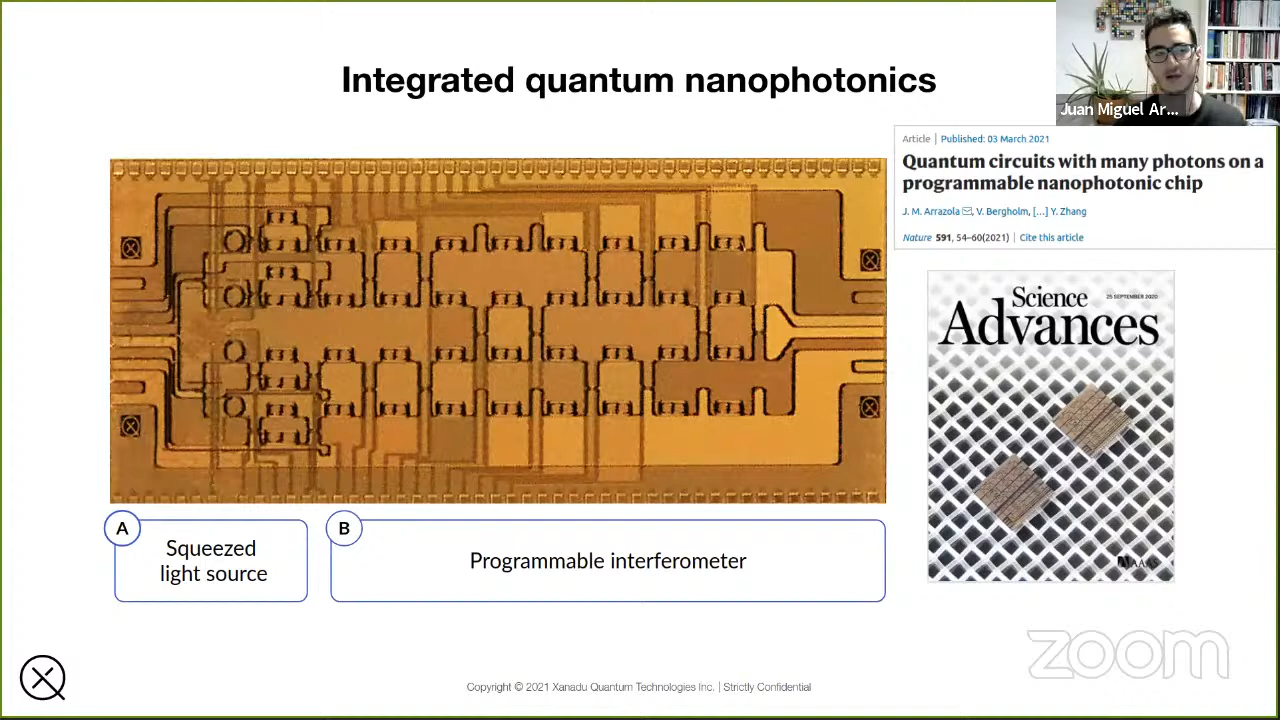 Integrated quantum nanophotonics
Juan Miguel Ar...
Article | Published: 03 March 2021
Quantum circuits with many photons on a
programmable nanophotonic chip
J. M. Arrazola, V. Bergholm, [...] Y. Zhang
Nature 591, 54–60(2021) | Cite this article
Science
25 SEPTEMBER 2020
Advances
AAAS
A
Squeezed
light source
B
Programmable interferometer
zoom
Copyright © 2021 Xanadu Quantum Technologies Inc. | Strictly Confidential